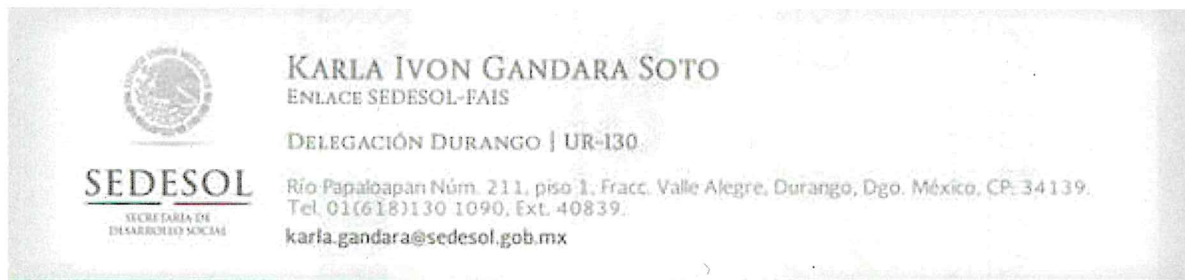 KARLA IVON GANDARA SOTO
ENLACE SEDESOL-FAIS
DELEGACIÓN DURANGO | UR-130
SEDESOL
SECRETARÍA DE
DESARROLLO SOCIAL
Río Papaloapan Núm. 211, piso 1, Fracc. Valle Alegre, Durango, Dgo. México, CP: 34139.
Tel. 01(618)130 1090, Ext. 40839.
karla.gandara@sedesol.gob.mx